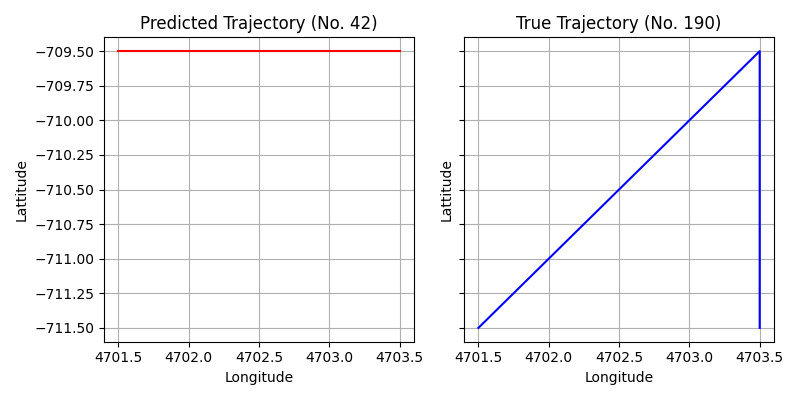 Predicted Trajectory (No. 42)
True Trajectory (No. 190)
−709.50
−709.75
−710.00
−710.25
−710.50
−710.75
−711.00
−711.25
−711.50
Lattitude
Lattitude
4701.5 4702.0 4702.5 4703.0 4703.5
4701.5 4702.0 4702.5 4703.0 4703.5
Longitude
Longitude